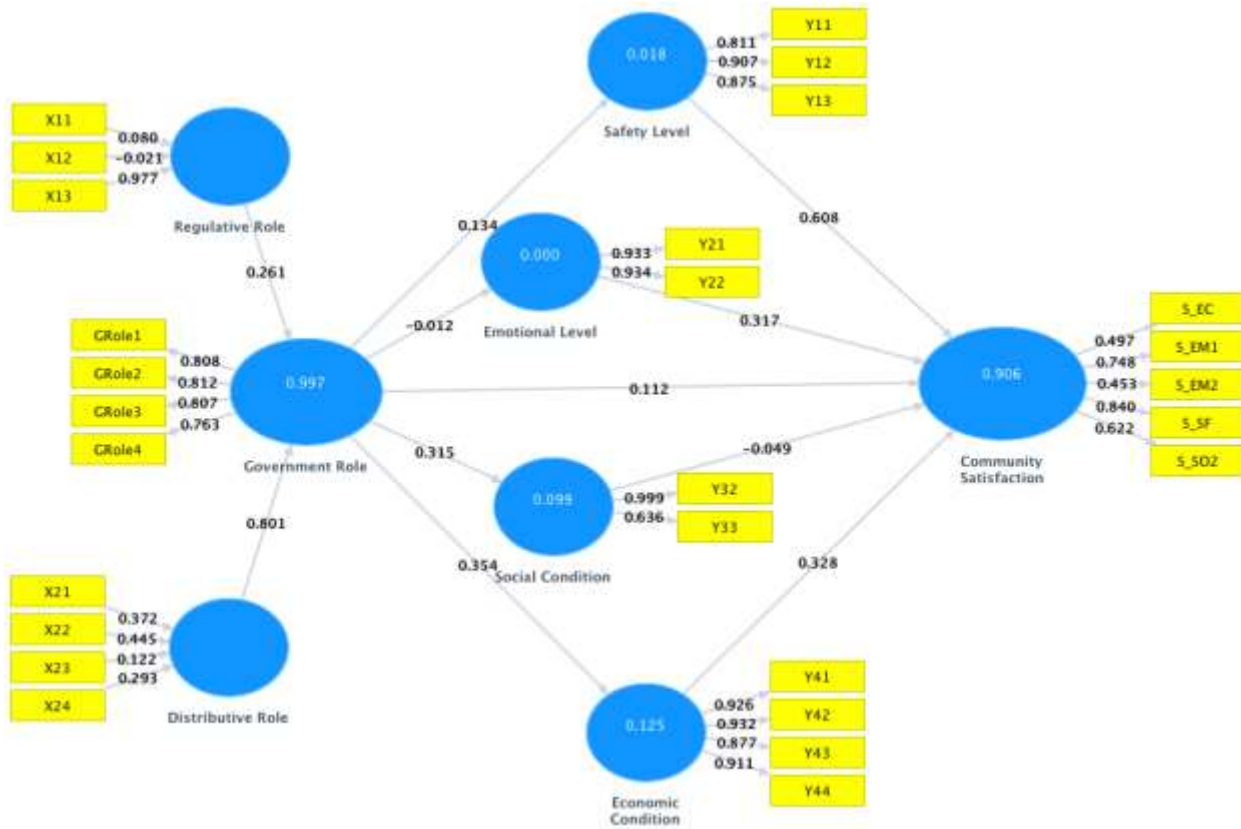 Y11
0.811
0.018
0.907
Y12
0.875
Y13
Safety Level
X11
0.080
X12
-0.021
0.977
X13
Regulative Role
0.261
0.134
0.608
0.000
0.933
Y21
0.934
Y22
Emotional Level
-0.012
0.317
GRole1
0.808
GRole2
0.812
GRole3
0.807
GRole4
0.763
0.997
Government Role
0.112
0.906
Community
Satisfaction
S_EC
0.497
S_EM1
0.748
S_EM2
0.453
0.840
S_SF
0.622
S_SO2
0.315
-0.049
0.099
0.999
Y32
0.636
Y33
Social Condition
0.801
0.354
0.328
X21
0.372
X22
0.445
X23
0.122
0.293
X24
Distributive Role
0.125
Y41
0.926
Y42
0.932
0.877
Y43
0.911
Y44
Economic
Condition